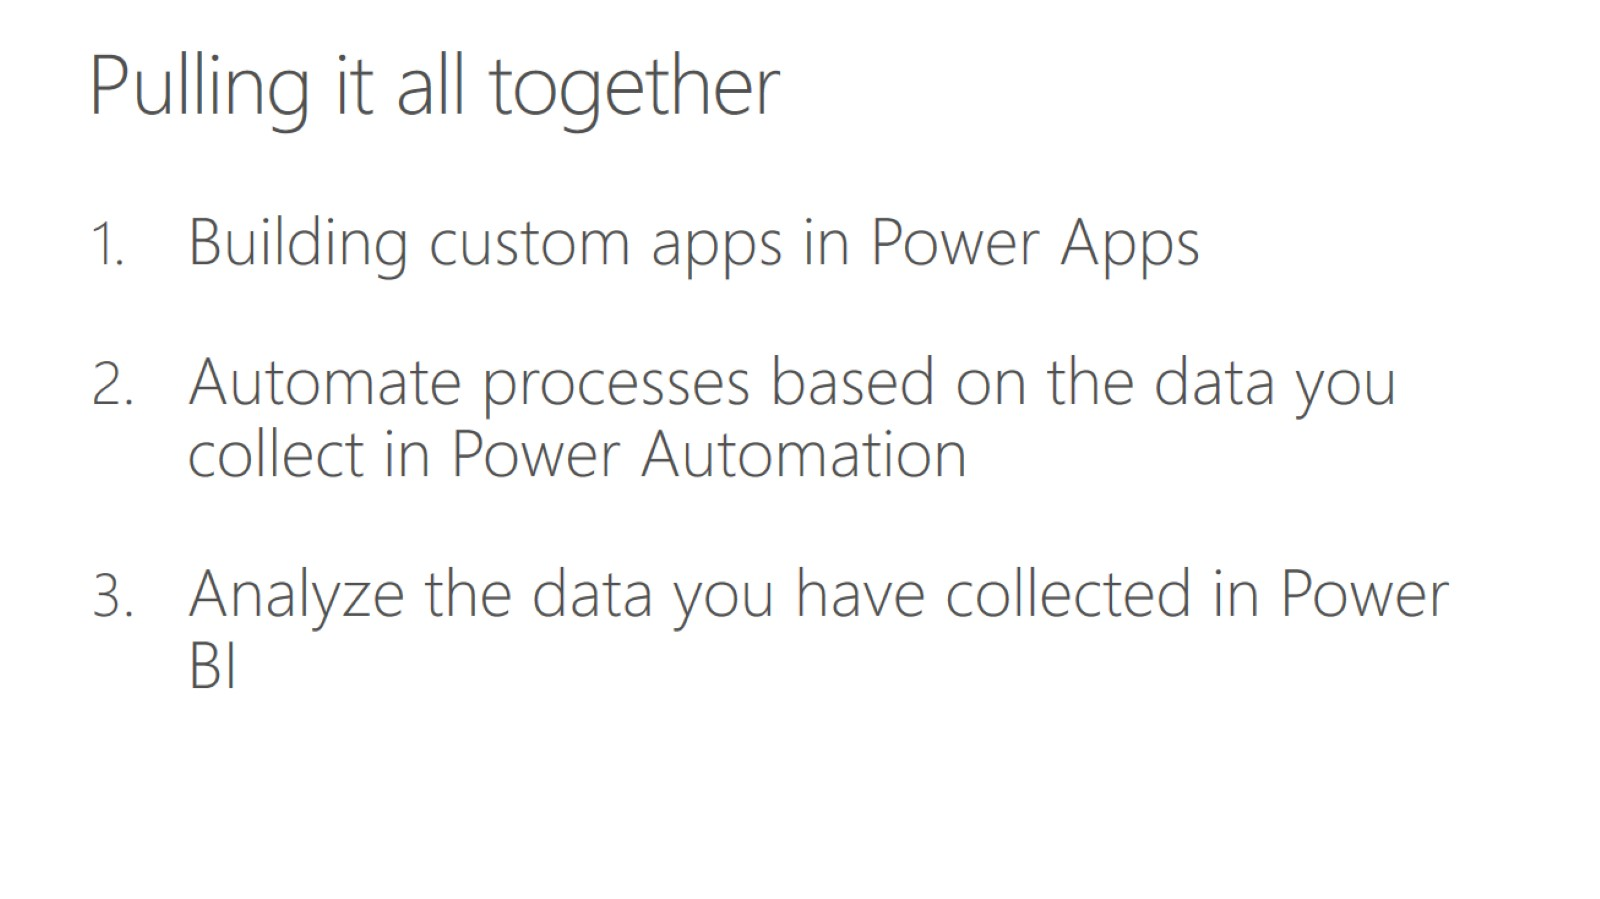 Pulling it all together
1. Building custom apps in Power Apps
2. Automate processes based on the data you
collect in Power Automation
3. Analyze the data you have collected in Power
BI